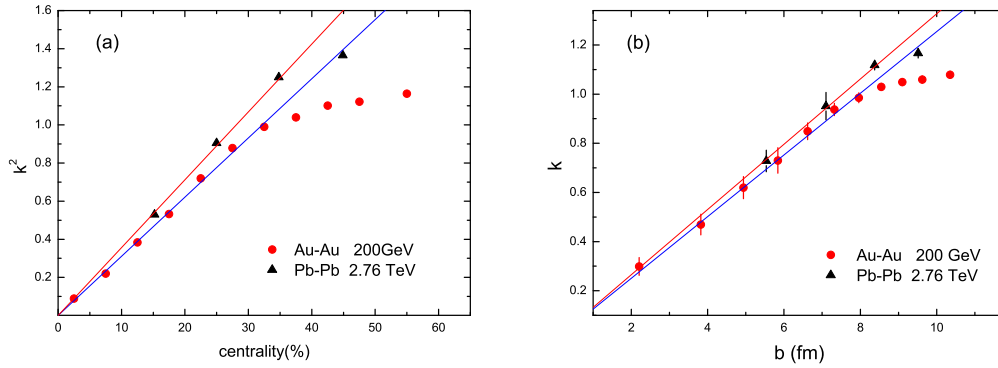 (a)
k²
1.6
1.4
1.2
1.0
0.8
0.6
0.4
0.2
Au-Au 200GeV
Pb-Pb 2.76 TeV
0 10 20 30 40 50 60
centrality(%)
(b)
k
1.2
1.0
0.8
0.6
0.4
0.2
Au-Au 200 GeV
Pb-Pb 2.76 TeV
2 4 6 8 10
b (fm)